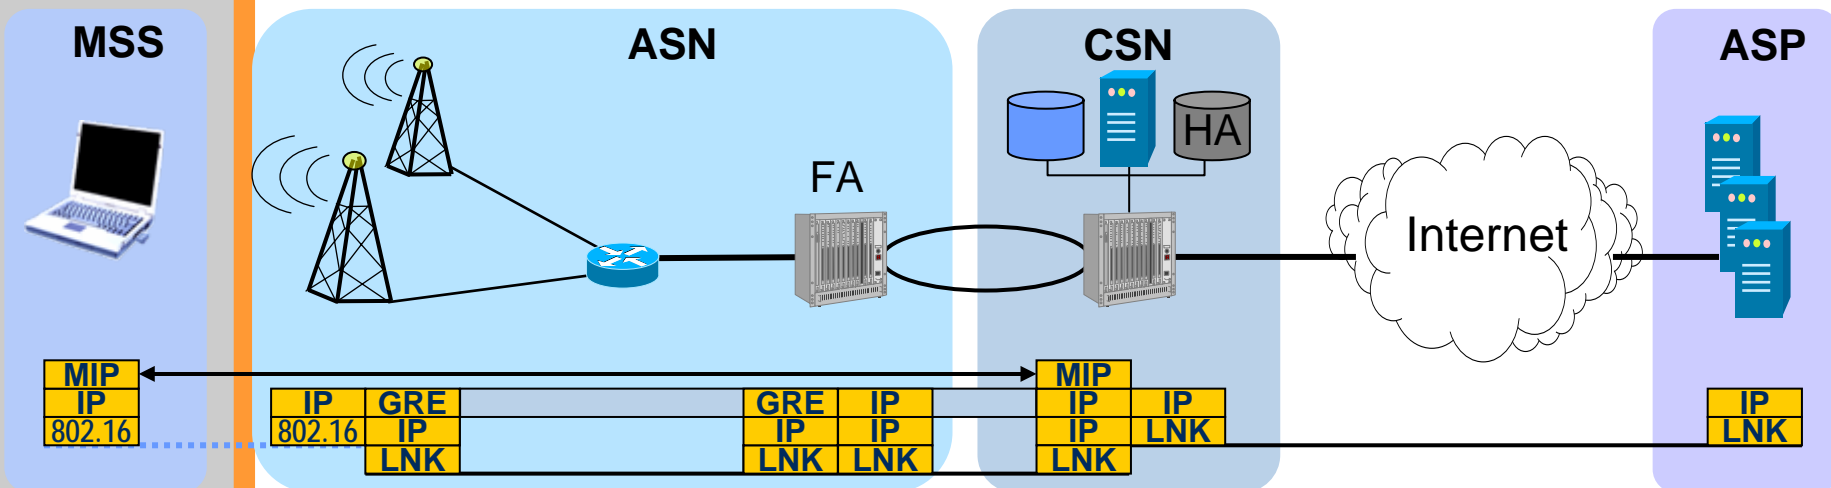 MSS
ASN
CSN
ASP
HA
FA
Internet
MIP
MIP
IP
IP GRE
GRE IP
IP IP
IP
802.16
802.16 IP
IP IP
IP LNK
LNK
LNK
LNK LNK
LNK